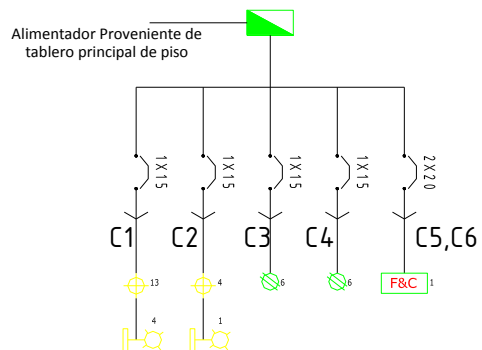 Alimentador Proveniente de
tablero principal de piso
1X15 1X15 1X15 1X15 2X20
C1 C2 C3 C4 C5,C6
13 4 6 6 F&C 1
4 1